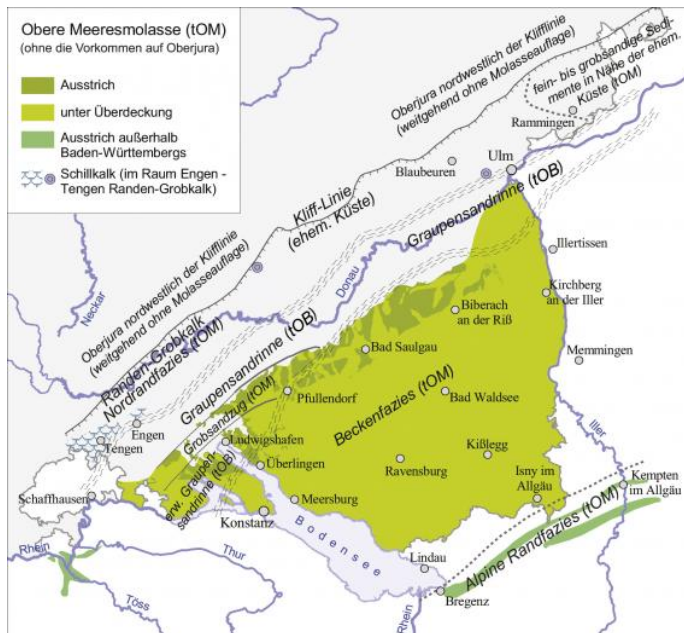 Obere Meeresmolasse (tOM)
(ohne die Vorkommen auf Oberjura)
Ausstrich
unter Überdeckung
Ausstrich außerhalb
Baden-Württembergs
Schillkalk (im Raum Engen -
Tengen Randen-Grobkalk)
Oberjura nordwestlich der Klifflinie
(weitgehend ohne Molasseauflage)
fein- bis grobsandige Sedi-
mente in Nähe der ehem.
Küste (tOM)
Rammingen
Ulm
Blaubeuren
Kliff-Linie
(ehem. Küste)
Graupensandrinne (tOB)
Illertissen
Kirchberg
an der Iller
Neckar
Donau
Oberjura nordwestlich der Klifflinie
(weitgehend ohne Molasseauflage)
Biberach
an der Riß
Memmingen
Bad Saulgau
Randen-Grobkalk
Nordrandfazies (tOM)
Graupensandrinne (tOB)
Grobsandzug (tOM)
Pfullendorf
Beckenfazies (tOM)
Bad Waldsee
Iller
Engen
Tengen
Ludwigshafen
Überlingen
erw. Graupen-
sandrinne (tOB)
Ravensburg
Kißlegg
Isny im
Allgäu
Kempten
im Allgäu
Schaffhausen
Meersburg
Konstanz
Bodensee
Alpine Randfazies (tOM)
Lindau
Bregenz
Rhein
Thur
Töss
Rhein